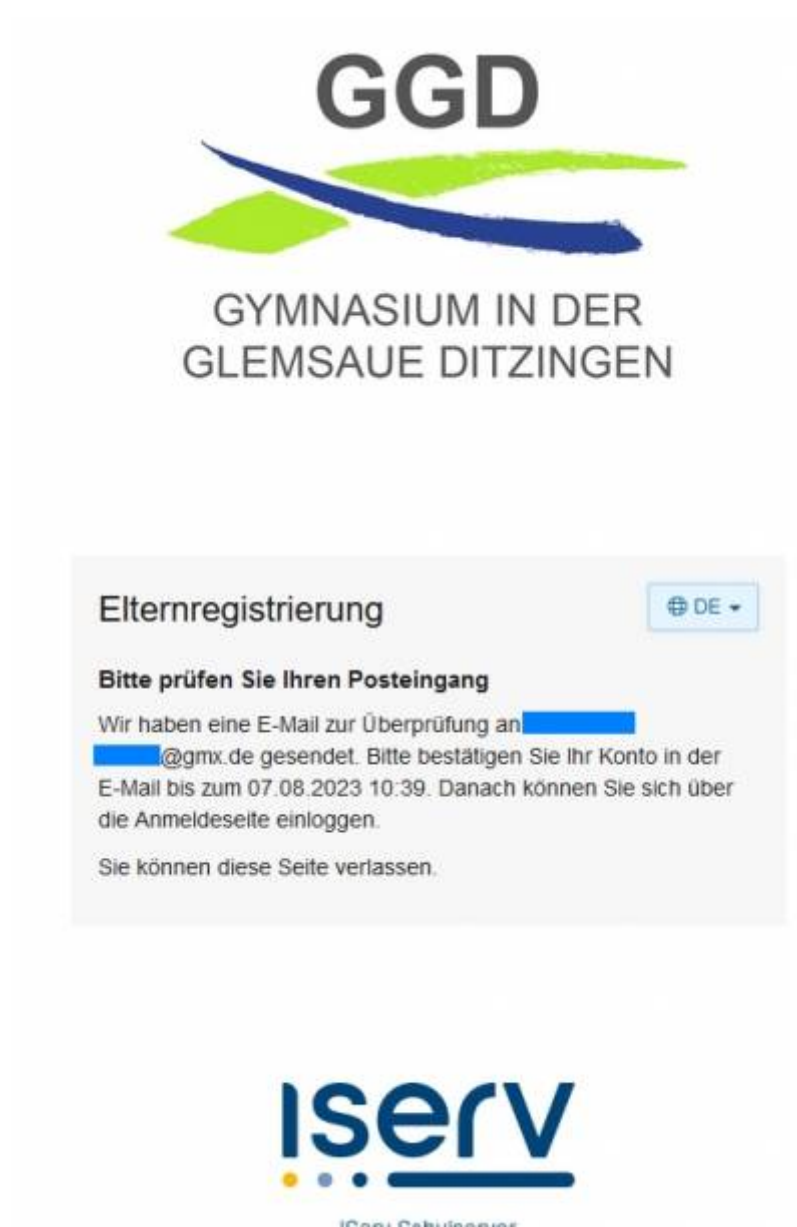 GGD
GYMNASIUM IN DER
GLEMSAUE DITZINGEN
Elternregistrierung
DE
Bitte prüfen Sie Ihren Posteingang
Wir haben eine E-Mail zur Überprüfung an
@gmx.de gesendet. Bitte bestätigen Sie Ihr Konto in der
E-Mail bis zum 07.08.2023 10:39. Danach können Sie sich über
die Anmeldeseite einloggen.
Sie können diese Seite verlassen.
Iserv
IServ Schulserver